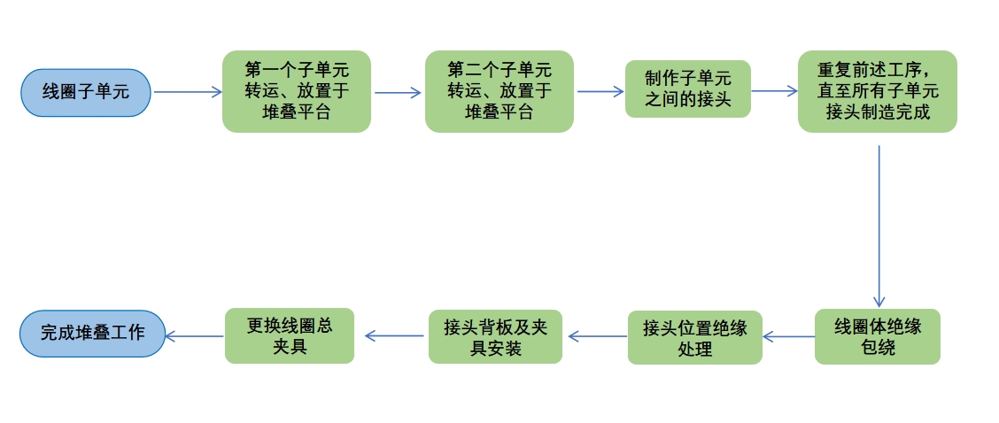 线圈子单元
第一个子单元
转运、放置于
堆叠平台
第二个子单元
转运、放置于
堆叠平台
制作子单元
之间的接头
重复前述工序，
直至所有子单元
接头制造完成
线圈体绝缘
包绕
接头位置绝缘
处理
接头背板及夹
具安装
更换线圈总
夹具
完成堆叠工作